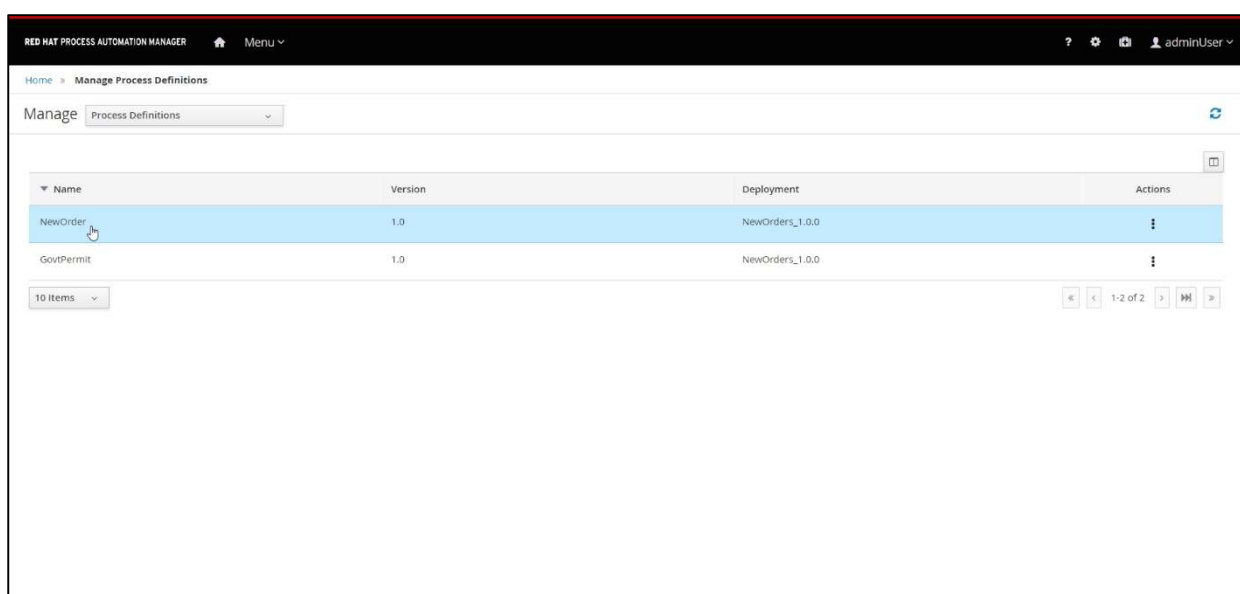 RED HAT PROCESS AUTOMATION MANAGER Menu ? adminUser
Home » Manage Process Definitions
Manage Process Definitions
Name Version Deployment Actions
NewOrder 1.0 NewOrders_1.0.0
GovtPermit 1.0 NewOrders_1.0.0
10 Items « < 1-2 of 2 > »